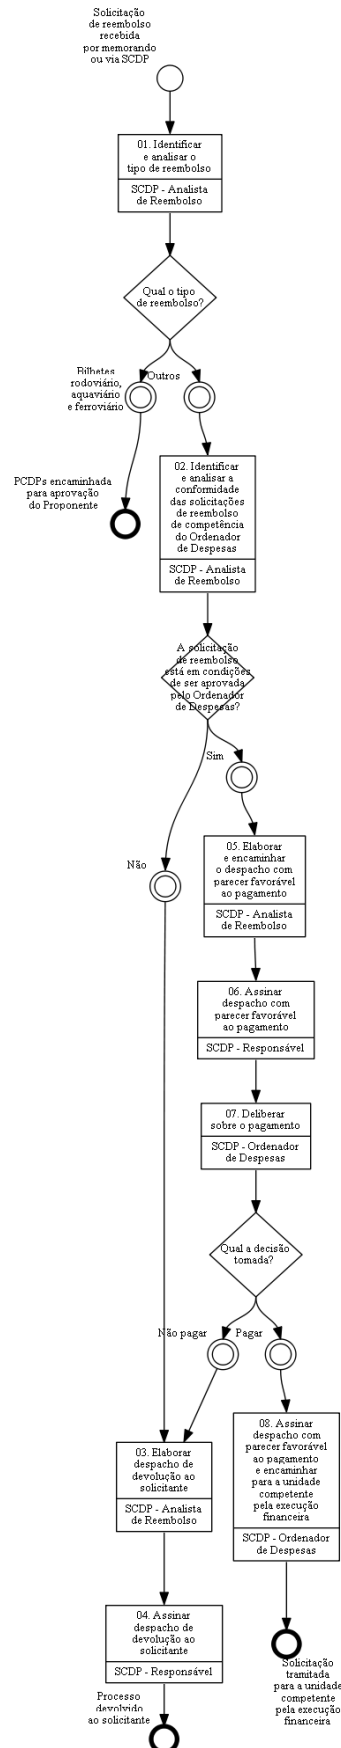 Solicitação
de reembolso
recebida
por memorando
ou via SCDP
01. Identificar
e analisar o
tipo de reembolso
SCDP - Analista
de Reembolso
Qual o tipo
de reembolso?
Bilhetes
rodoviário,
aquaviário
e ferroviário
Outros
PCDPs encaminhada
para aprovação
do Proponente
02. Identificar
e analisar a
conformidade
das solicitações
de reembolso
de competência
do Ordenador
de Despesas
SCDP - Analista
de Reembolso
A solicitação
de reembolso
está em condições
de ser aprovada
pelo Ordenador
de Despesas?
Sim
Não
05. Elaborar
e encaminhar
o despacho com
parecer favorável
ao pagamento
SCDP - Analista
de Reembolso
06. Assinar
despacho com
parecer favorável
ao pagamento
SCDP - Responsável
07. Deliberar
sobre o pagamento
SCDP - Ordenador
de Despesas
Qual a decisão
tomada?
Não pagar
Pagar
03. Elaborar
despacho de
devolução ao
solicitante
SCDP - Analista
de Reembolso
08. Assinar
despacho com
parecer favorável
ao pagamento
e encaminhar
para a unidade
competente
pela execução
financeira
SCDP - Ordenador
de Despesas
04. Assinar
despacho de
devolução ao
solicitante
SCDP - Responsável
Solicitação
tramitada
para a unidade
competente
pela execução
financeira
Processo
devolvido
ao solicitante